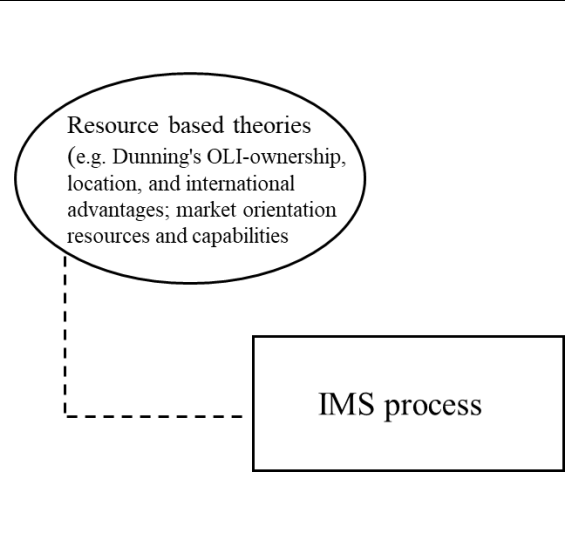 Resource based theories
(e.g. Dunning's OLI-ownership,
location, and international
advantages; market orientation
resources and capabilities
IMS process